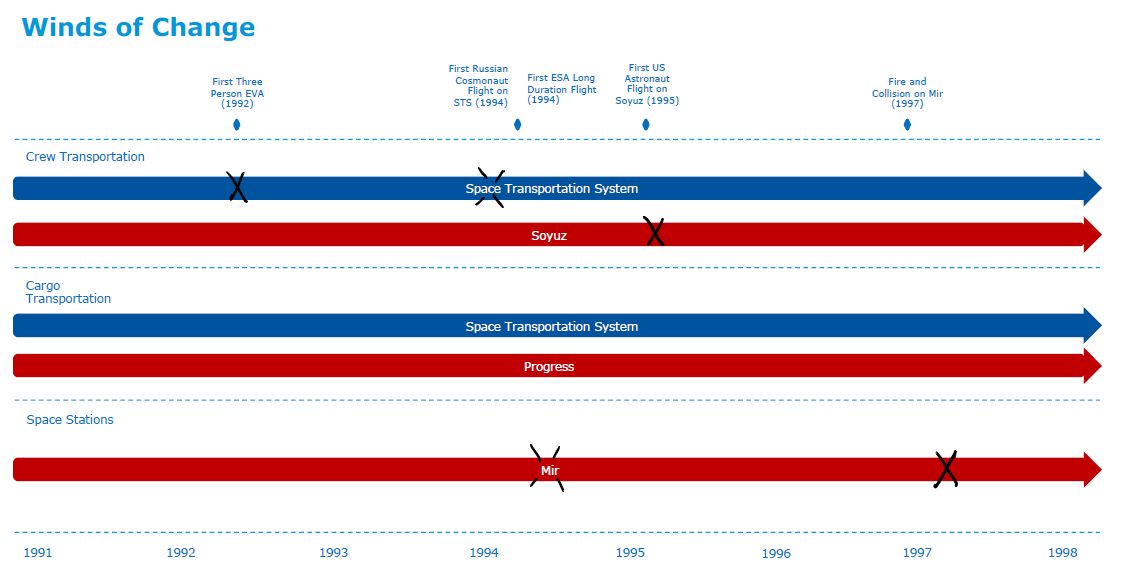 Winds of Change
First Three
Person EVA
(1992)
First Russian
Cosmonaut
Flight on
STS (1994)
First ESA Long
Duration Flight
(1994)
First US
Astronaut
Flight on
Soyuz (1995)
Fire and
Collision on Mir
(1997)
Crew Transportation
Space Transportation System
Soyuz
Cargo
Transportation
Space Transportation System
Progress
Space Stations
Mir
1991 1992 1993 1994 1995 1996 1997 1998